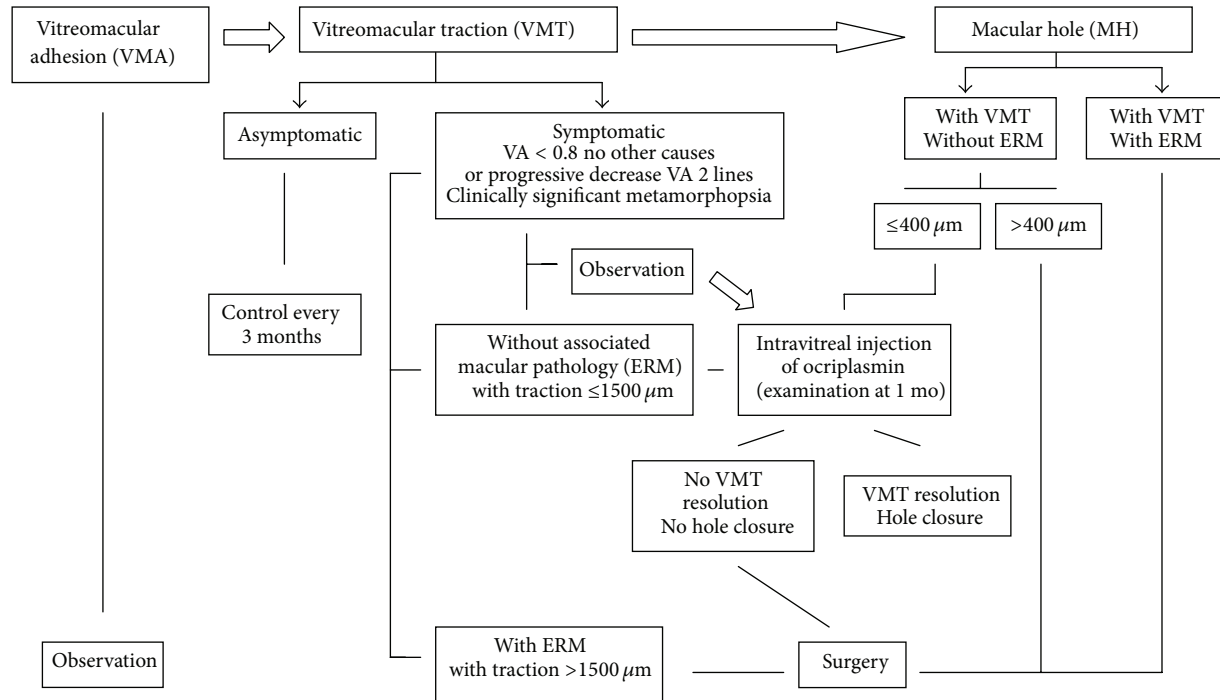 Vitreomacular
adhesion (VMA)
Vitreomacular traction (VMT)
Macular hole (MH)
Asymptomatic
Symptomatic
VA < 0.8 no other causes
or progressive decrease VA 2 lines
Clinically significant metamorphopsia
With VMT
Without ERM
With VMT
With ERM
≤400 μm
>400 μm
Observation
Control every
3 months
Without associated
macular pathology (ERM)
with traction ≤1500 μm
Intravitreal injection
of ocriplasmin
(examination at 1 mo)
No VMT
resolution
No hole closure
VMT resolution
Hole closure
Observation
With ERM
with traction >1500 μm
Surgery